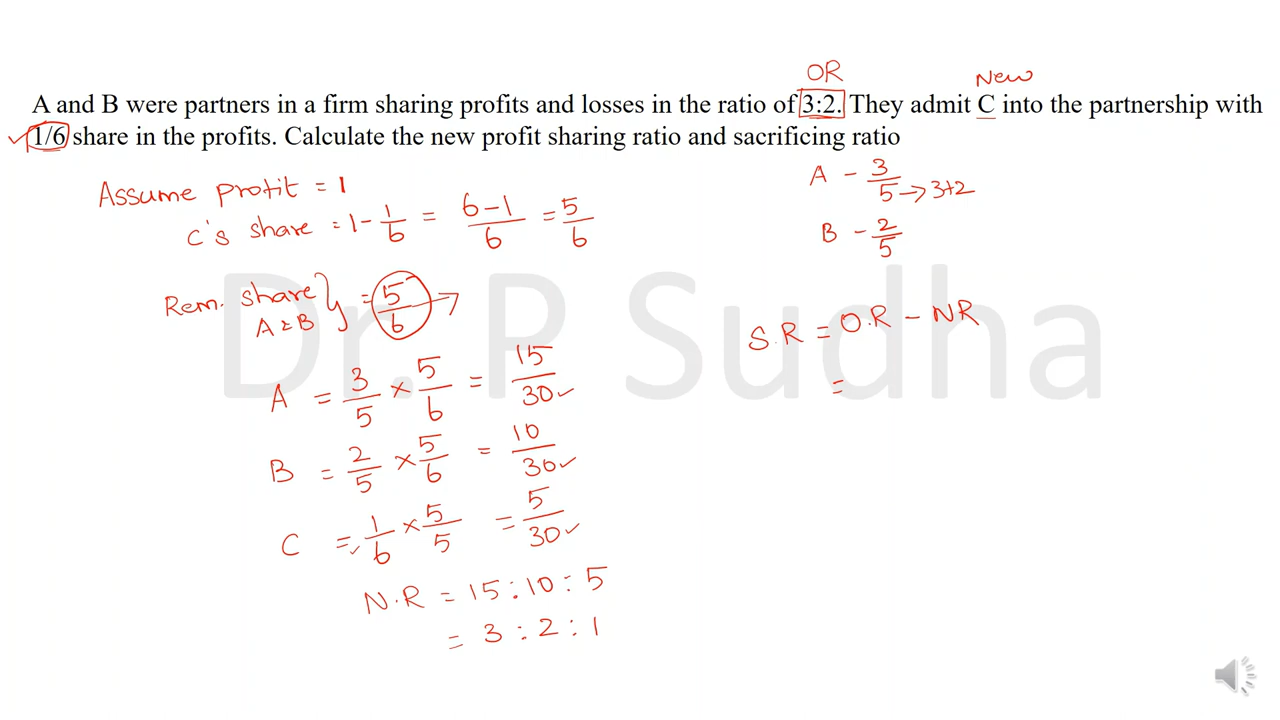 OR
New
A and B were partners in a firm sharing profits and losses in the ratio of 3:2. They admit C into the partnership with
1/6 share in the profits. Calculate the new profit sharing ratio and sacrificing ratio
Assume profit = 1
C's share = 1 - 1/6 = 6-1/6 = 5/6
Rem. share A & B } = 5/6 →
A = 3/5 × 5/6 = 15/30 ✓
B = 2/5 × 5/6 = 10/30 ✓
C = 1/6 × 5/5 = 5/30 ✓
N.R = 15 : 10 : 5
= 3 : 2 : 1
A - 3/5 → 3+2
B - 2/5
S.R = O.R - NR
=
Dr. P Sudha